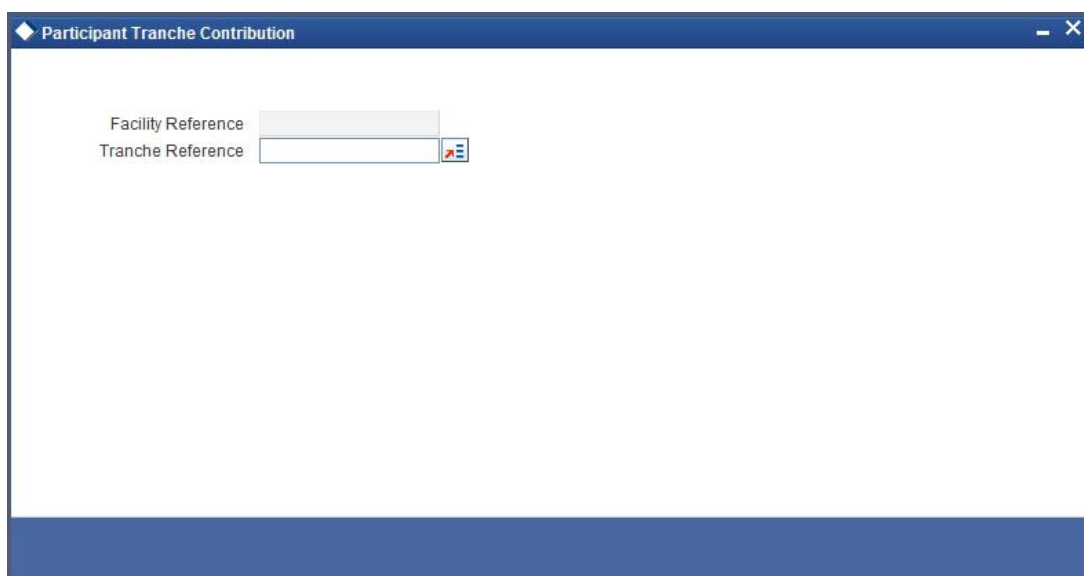 Participant Tranche Contribution
Facility Reference
Tranche Reference